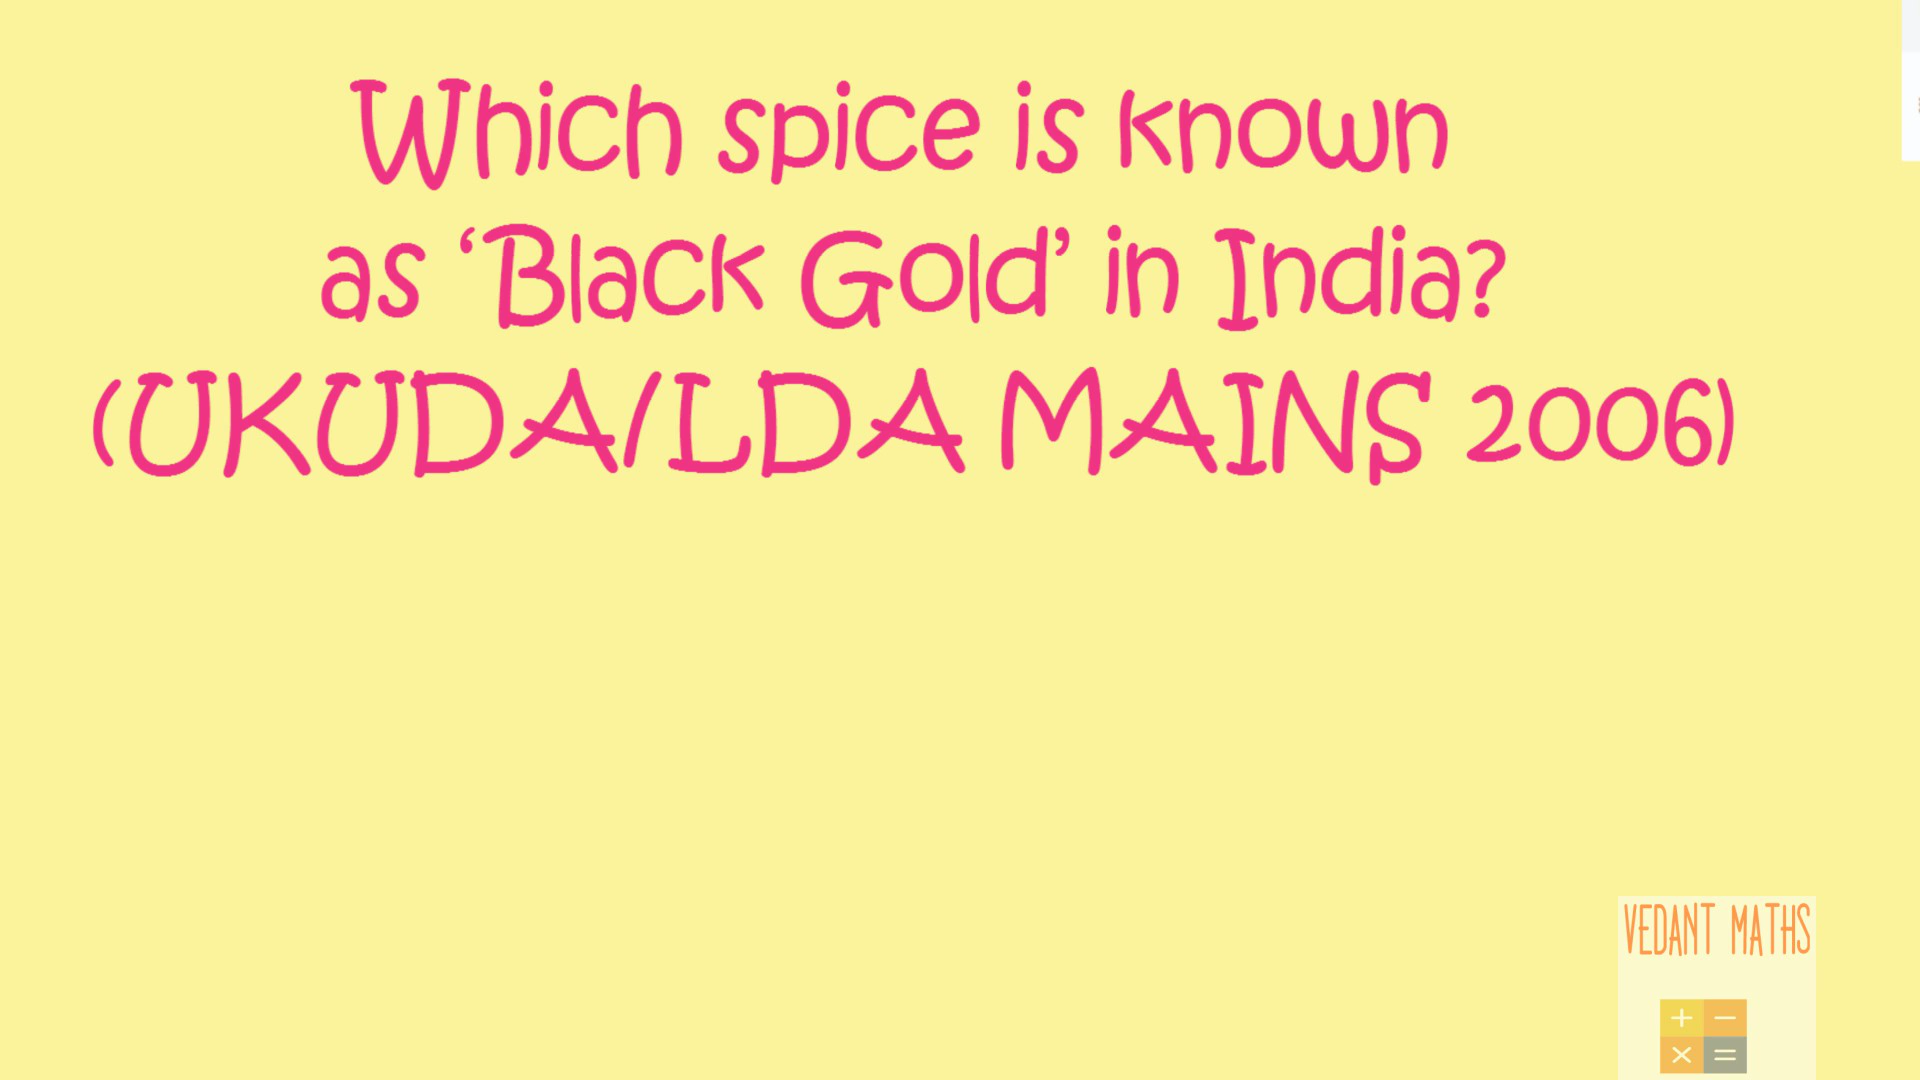 Which spice is known
as ‘Black Gold’ in India?
(UKUDA/LDA MAINS 2006)
VEDANT MATHS
+ −
× =